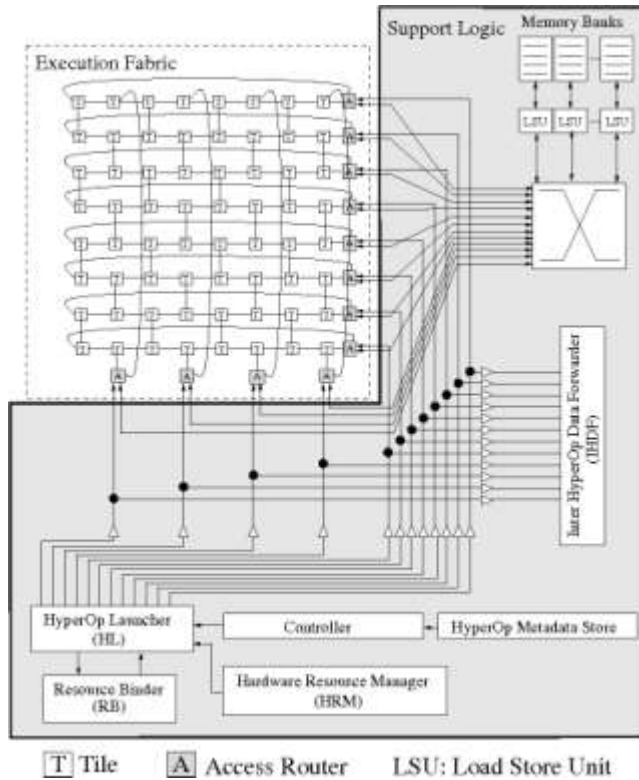 Support Logic
Memory Banks
Execution Fabric
LSU LSU LSU
T T T T T T T T A
T T T T T T T T A
T T T T T T T T A
T T T T T T T T A
T T T T T T T T A
T T T T T T T T A
T T T T T T T T A
T T T T T T T T A
A A A A
Inter HyperOp Data Forwarder
(IHDF)
HyperOp Launcher
(HL)
Controller
HyperOp Metadata Store
Resource Binder
(RB)
Hardware Resource Manager
(HRM)
T Tile A Access Router LSU: Load Store Unit